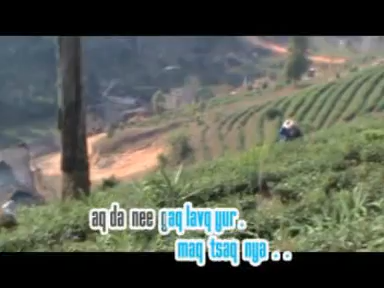 aq da nee gaq lavq yur .
maq tsaq nya . .